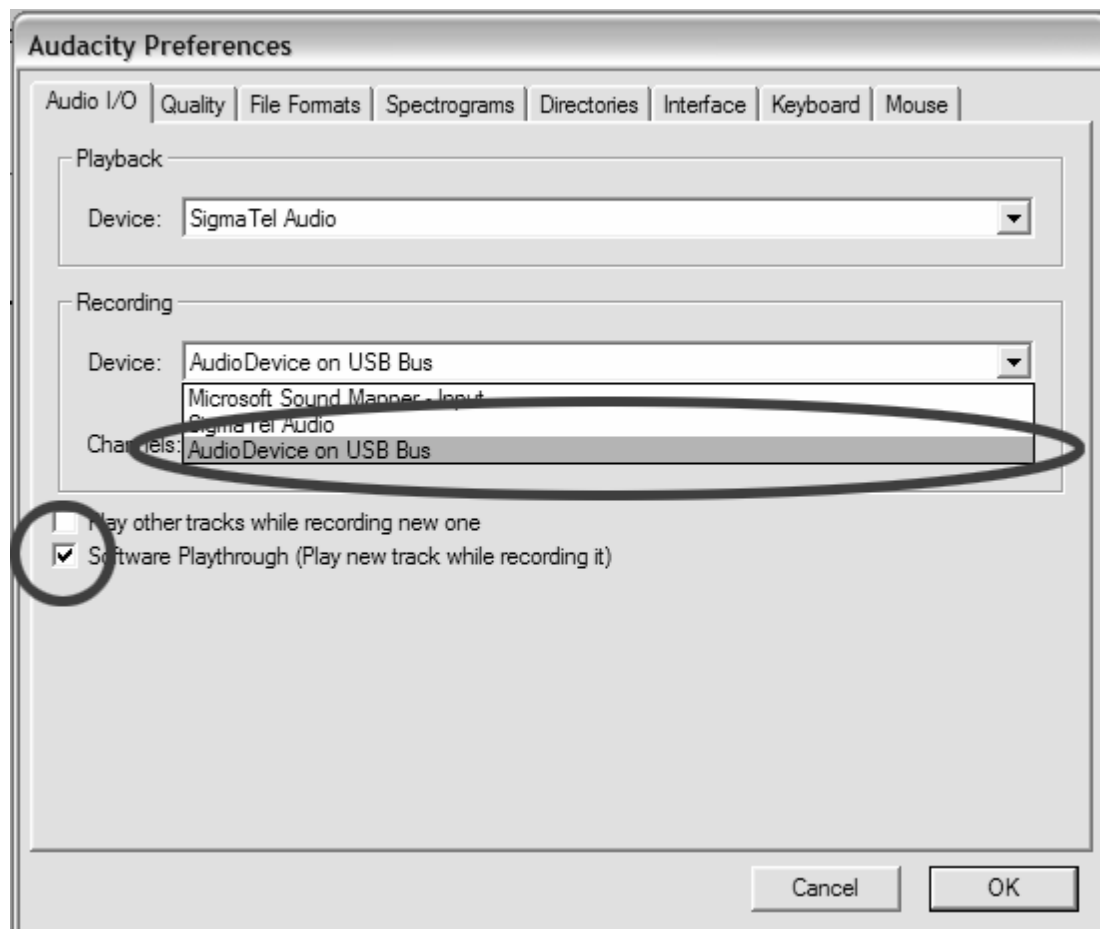 Audacity Preferences
Audio I/O Quality File Formats Spectrograms Directories Interface Keyboard Mouse
Playback
Device: SigmaTel Audio
Recording
Device: AudioDevice on USB Bus
Microsoft Sound Mapper - Input
SigmaTel Audio
Channels: AudioDevice on USB Bus
Play other tracks while recording new one
Software Playthrough (Play new track while recording it)
Cancel OK